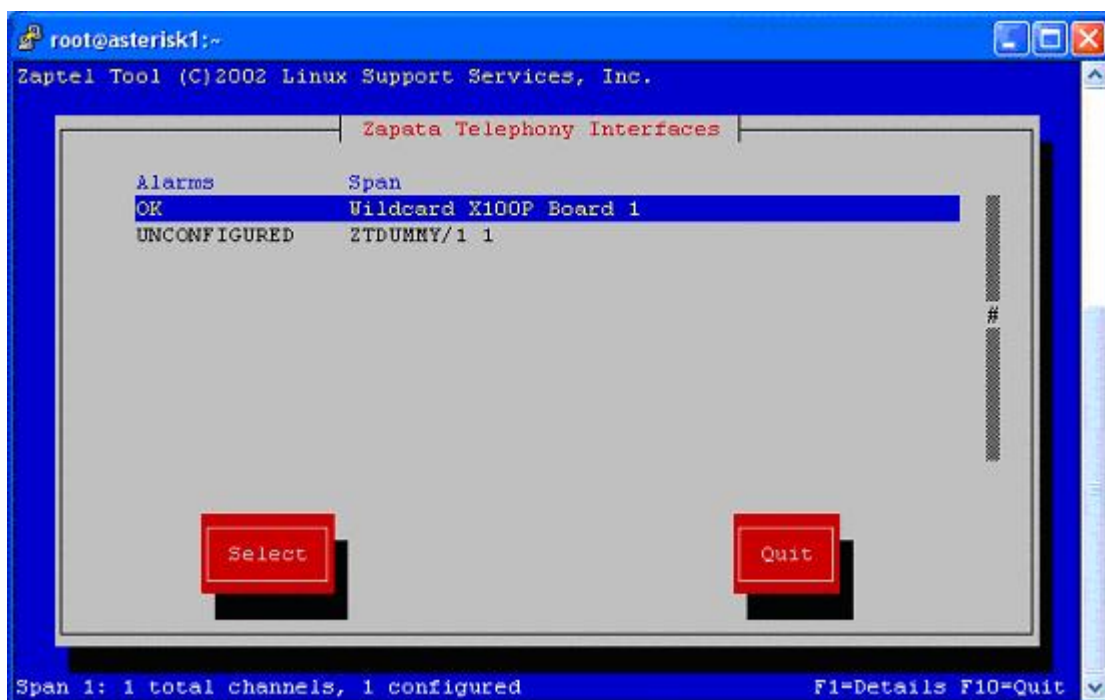 root@asterisk1:~
Zaptel Tool (C)2002 Linux Support Services, Inc.
Zapata Telephony Interfaces
Alarms Span
OK Wildcard X100P Board 1
UNCONFIGURED ZTDUMMY/1 1
#
Select Quit
Span 1: 1 total channels, 1 configured F1=Details F10=Quit